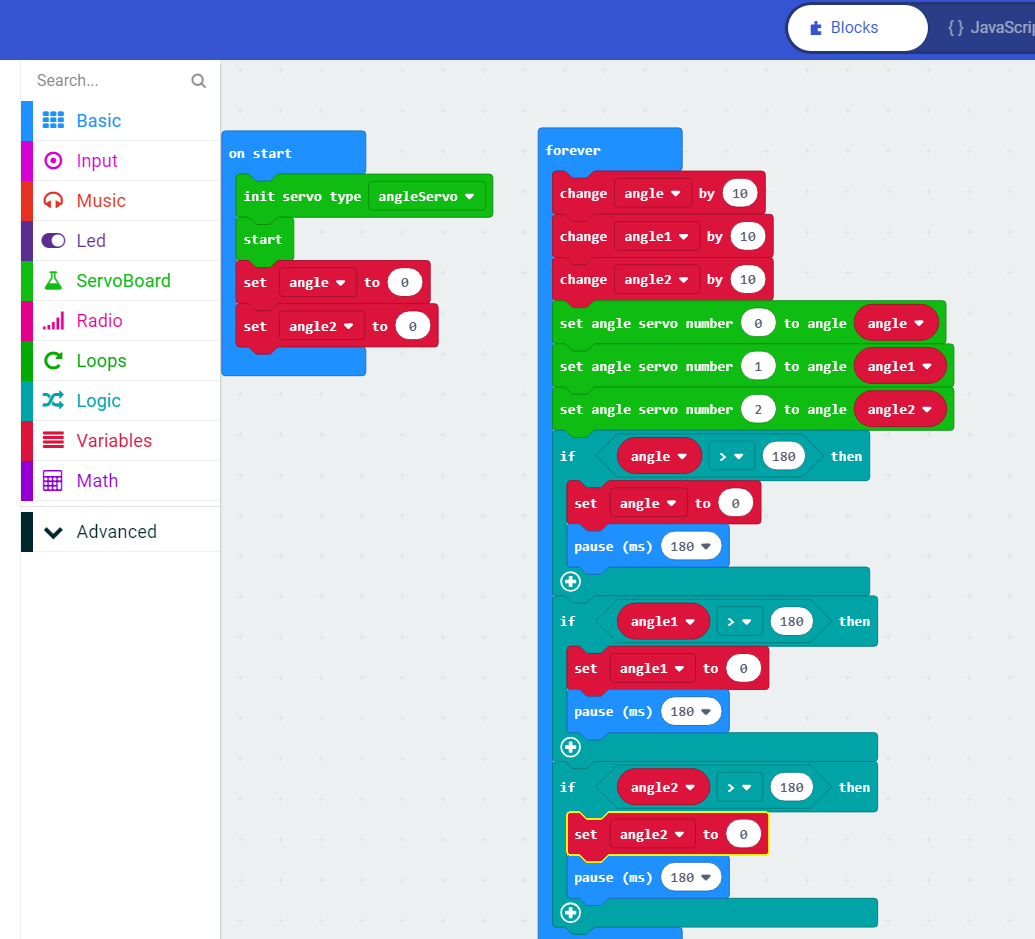 Blocks
{ } JavaScrip
Search...
Basic
Input
Music
Led
ServoBoard
Radio
Loops
Logic
Variables
Math
Advanced
on start
init servo type angleServo
start
set angle to 0
set angle2 to 0
forever
change angle by 10
change angle1 by 10
change angle2 by 10
set angle servo number 0 to angle angle
set angle servo number 1 to angle angle1
set angle servo number 2 to angle angle2
if angle > 180 then
set angle to 0
pause (ms) 180
if angle1 > 180 then
set angle1 to 0
pause (ms) 180
if angle2 > 180 then
set angle2 to 0
pause (ms) 180